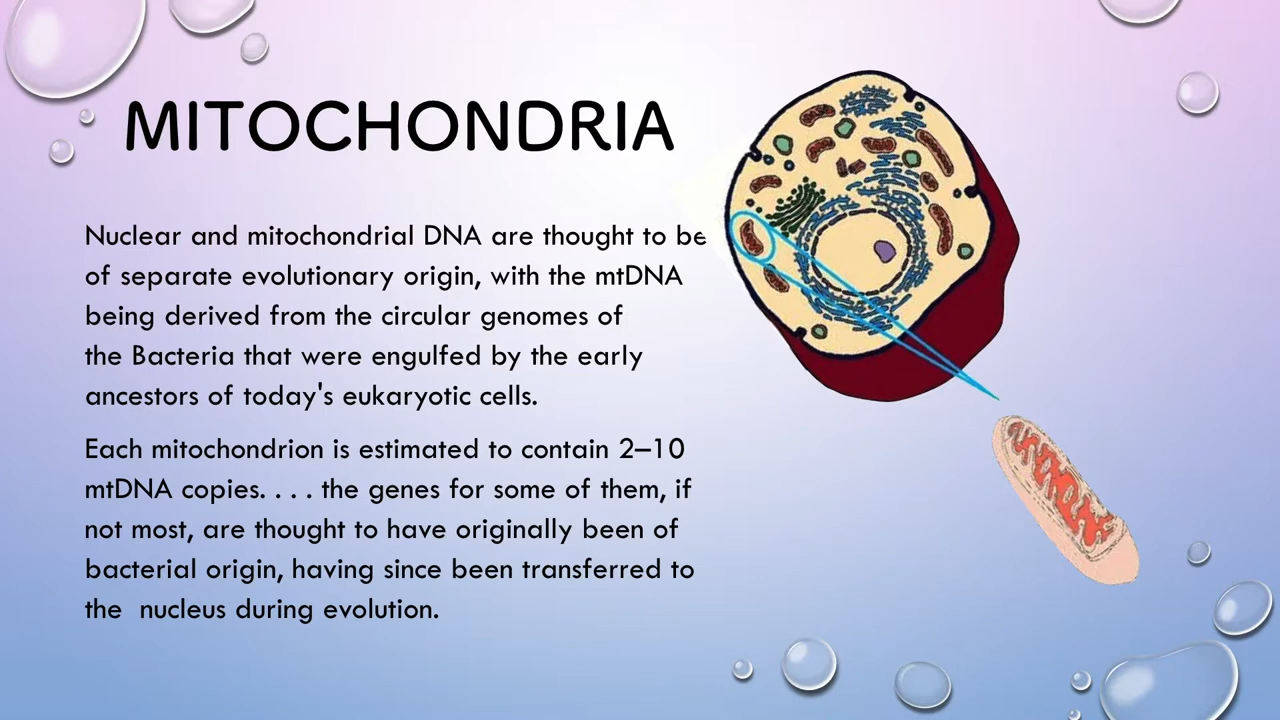 MITOCHONDRIA
Nuclear and mitochondrial DNA are thought to be
of separate evolutionary origin, with the mtDNA
being derived from the circular genomes of
the Bacteria that were engulfed by the early
ancestors of today's eukaryotic cells.
Each mitochondrion is estimated to contain 2–10
mtDNA copies. . . . the genes for some of them, if
not most, are thought to have originally been of
bacterial origin, having since been transferred to
the  nucleus during evolution.